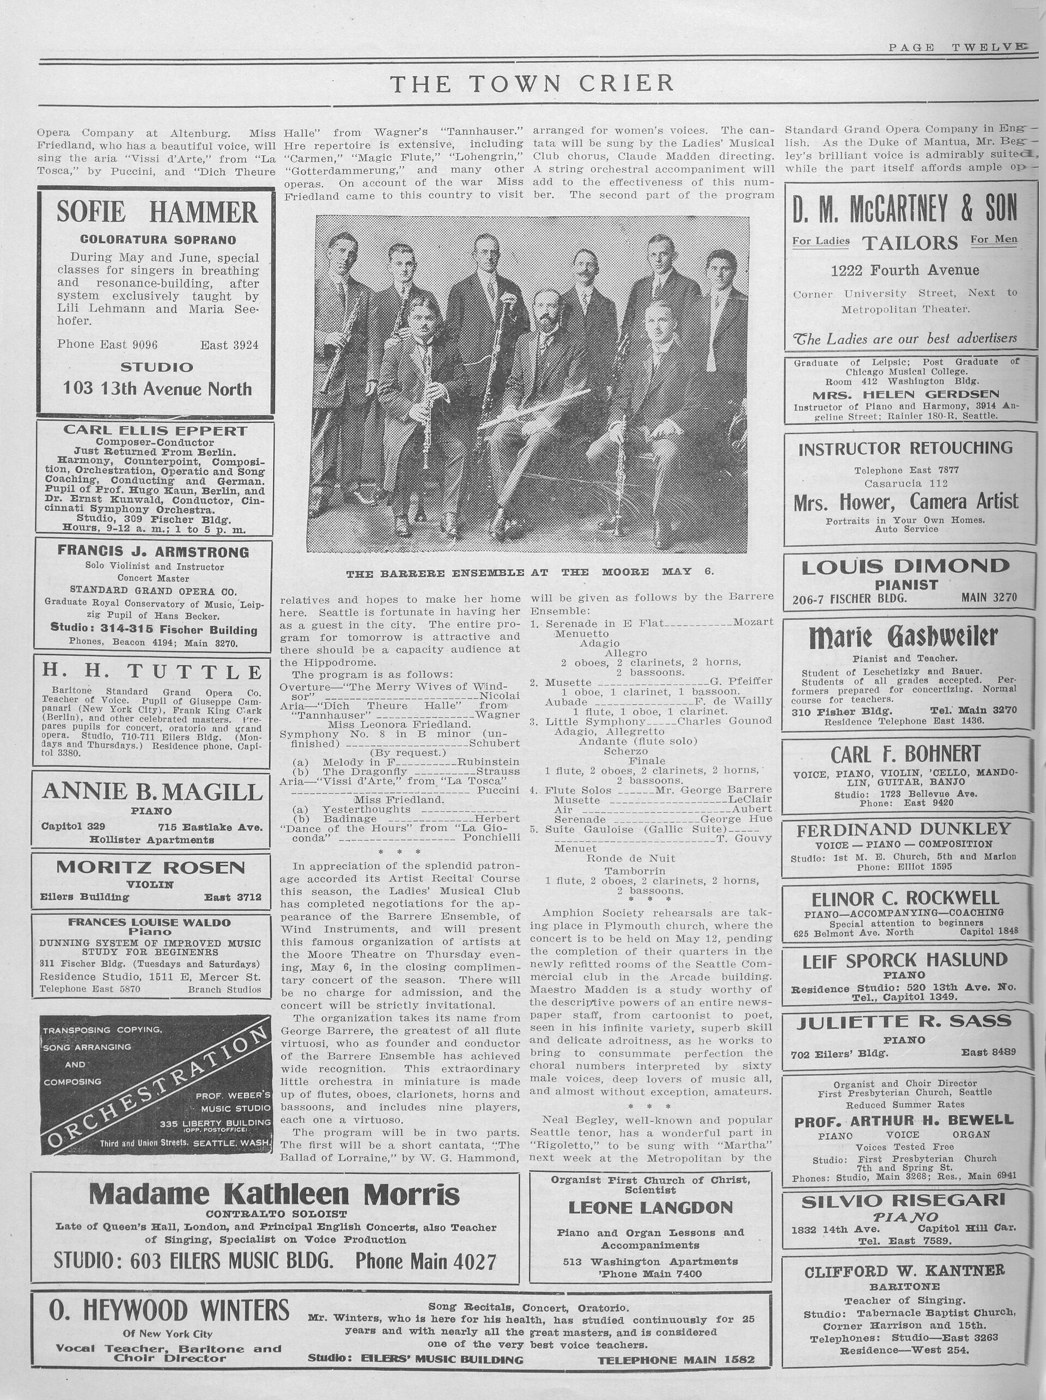 PAGE TWELVE
THE TOWN CRIER
Opera Company at Altenburg. Miss
Friedland, who has a beautiful voice, will
sing the aria "Vissi d'Arte," from "La
Tosca," by Puccini, and "Dich Theure
SOFIE HAMMER
COLORATURA SOPRANO
During May and June, special
classes for singers in breathing
and resonance-building, after
system exclusively taught by
Lili Lehmann and Maria See-
hofer.
Phone East 9096 East 3924
STUDIO
103 13th Avenue North
CARL ELLIS EPPERT
Composer-Conductor
Just Returned From Berlin.
Harmony, Counterpoint, Composi-
tion, Orchestration, Operatic and Song
Coaching, Conducting and German.
Pupil of Prof. Hugo Kaun, Berlin, and
Dr. Ernst Kunwald, Conductor, Cin-
cinnati Symphony Orchestra.
Studio, 309 Fischer Bldg.
Hours, 9-12 a. m.; 1 to 5 p. m.
FRANCIS J. ARMSTRONG
Solo Violinist and Instructor
Concert Master
STANDARD GRAND OPERA CO.
Graduate Royal Conservatory of Music, Leip-
zig Pupil of Hans Becker.
Studio: 314-315 Fischer Building
Phones, Beacon 4194; Main 3270.
H. H. TUTTLE
Baritone Standard Grand Opera Co.
Teacher of Voice. Pupil of Giuseppe Cam-
panari (New York City), Frank King Clark
(Berlin), and other celebrated masters. Pre-
pares pupils for concert, oratorio and grand
opera. Studio, 710-711 Eilers Bldg. (Mon-
days and Thursdays.) Residence phone, Capi-
tol 3380.
ANNIE B. MAGILL
PIANO
Capitol 329 715 Eastlake Ave.
Hollister Apartments
MORITZ ROSEN
VIOLIN
Eilers Building East 3712
FRANCES LOUISE WALDO
Piano
DUNNING SYSTEM OF IMPROVED MUSIC
STUDY FOR BEGINENRS
311 Fischer Bldg. (Tuesdays and Saturdays)
Residence Studio, 1511 E. Mercer St.
Telephone East 5870 Branch Studios
TRANSPOSING COPYING,
SONG ARRANGING
AND
COMPOSING
ORCHESTRATION
PROF. WEBER'S
MUSIC STUDIO
335 LIBERTY BUILDING
(OPP. POSTOFFICE)
Third and Union Streets. SEATTLE, WASH.
Halle" from Wagner's "Tannhauser."
Hre repertoire is extensive, including
"Carmen," "Magic Flute," "Lohengrin,"
"Gotterdammerung," and many other
operas. On account of the war Miss
Friedland came to this country to visit
arranged for women's voices. The can-
tata will be sung by the Ladies' Musical
Club chorus, Claude Madden directing.
A string orchestral accompaniment will
add to the effectiveness of this num-
ber. The second part of the program
THE BARRERE ENSEMBLE AT THE MOORE MAY 6.
relatives and hopes to make her home
here. Seattle is fortunate in having her
as a guest in the city. The entire pro-
gram for tomorrow is attractive and
there should be a capacity audience at
the Hippodrome.
The program is as follows:
Overture—"The Merry Wives of Wind-
sor" Nicolai
Aria—"Dich Theure Halle" from
"Tannhauser" Wagner
Miss Leonora Friedland.
Symphony No. 8 in B minor (un-
finished) Schubert
(By request.)
(a) Melody in F Rubinstein
(b) The Dragonfly Strauss
Aria—"Vissi d'Arte," from "La Tosca"
Puccini
Miss Friedland.
(a) Yesterthoughts
(b) Badinage Herbert
"Dance of the Hours" from "La Gio-
conda" Ponchielli
* * *
In appreciation of the splendid patron-
age accorded its Artist Recital Course
this season, the Ladies' Musical Club
has completed negotiations for the ap-
pearance of the Barrere Ensemble, of
Wind Instruments, and will present
this famous organization of artists at
the Moore Theatre on Thursday even-
ing, May 6, in the closing complimen-
tary concert of the season. There will
be no charge for admission, and the
concert will be strictly invitational.
The organization takes its name from
George Barrere, the greatest of all flute
virtuosi, who as founder and conductor
of the Barrere Ensemble has achieved
wide recognition. This extraordinary
little orchestra in miniature is made
up of flutes, oboes, clarionets, horns and
bassoons, and includes nine players,
each one a virtuoso.
The program will be in two parts.
The first will be a short cantata, "The
Ballad of Lorraine," by W. G. Hammond,
will be given as follows by the Barrere
Ensemble:
1. Serenade in E Flat Mozart
Menuetto
Adagio
Allegro
2 oboes, 2 clarinets, 2 horns,
2 bassoons.
2. Musette G. Pfeiffer
1 oboe, 1 clarinet, 1 bassoon.
Aubade F. de Wailly
1 flute, 1 oboe, 1 clarinet.
3. Little Symphony Charles Gounod
Adagio, Allegretto
Andante (flute solo)
Scherzo
Finale
1 flute, 2 oboes, 2 clarinets, 2 horns,
2 bassoons.
4. Flute Solos Mr. George Barrere
Musette LeClair
Air Aubert
Serenade George Hue
5. Suite Gauloise (Gallic Suite)
T. Gouvy
Menuet
Ronde de Nuit
Tamborrin
1 flute, 2 oboes, 2 clarinets, 2 horns,
2 bassoons.
* * *
Amphion Society rehearsals are tak-
ing place in Plymouth church, where the
concert is to be held on May 12, pending
the completion of their quarters in the
newly refitted rooms of the Seattle Com-
mercial club in the Arcade building.
Maestro Madden is a study worthy of
the descriptive powers of an entire news-
paper staff, from cartoonist to poet,
seen in his infinite variety, superb skill
and delicate adroitness, as he works to
bring to consummate perfection the
choral numbers interpreted by sixty
male voices, deep lovers of music all,
and almost without exception, amateurs.
* * *
Neal Begley, well-known and popular
Seattle tenor, has a wonderful part in
"Rigoletto," to be sung with "Martha"
next week at the Metropolitan by the
Standard Grand Opera Company in Eng-
lish. As the Duke of Mantua, Mr. Beg-
ley's brilliant voice is admirably suited,
while the part itself affords ample op-
D. M. McCARTNEY & SON
For Ladies TAILORS For Men
1222 Fourth Avenue
Corner University Street, Next to
Metropolitan Theater.
The Ladies are our best advertisers
Graduate of Leipsic; Post Graduate of
Chicago Musical College.
Room 412 Washington Bldg.
MRS. HELEN GERDSEN
Instructor of Piano and Harmony, 3914 An-
geline Street; Rainier 180-R, Seattle.
INSTRUCTOR RETOUCHING
Telephone East 7877
Casarucia 112
Mrs. Hower, Camera Artist
Portraits in Your Own Homes.
Auto Service
LOUIS DIMOND
PIANIST
206-7 FISCHER BLDG. MAIN 3270
Marie Gashweiler
Pianist and Teacher.
Student of Leschetisky and Bauer.
Students of all grades accepted. Per-
formers prepared for concertizing. Normal
course for teachers.
310 Fisher Bldg. Tel. Main 3270
Residence Telephone East 1436.
CARL F. BOHNERT
VOICE, PIANO, VIOLIN, 'CELLO, MANDO-
LIN, GUITAR, BANJO
Studio: 1723 Bellevue Ave.
Phone: East 9420
FERDINAND DUNKLEY
VOICE — PIANO — COMPOSITION
Studio: 1st M. E. Church, 5th and Marion
Phone: Elliot 1595
ELINOR C. ROCKWELL
PIANO—ACCOMPANYING—COACHING
Special attention to beginners
625 Belmont Ave. North Capitol 1848
LEIF SPORCK HASLUND
PIANO
Residence Studio: 520 13th Ave. No.
Tel., Capitol 1349.
JULIETTE R. SASS
PIANO
702 Eilers' Bldg. East 8489
Organist and Choir Director
First Presbyterian Church, Seattle
Reduced Summer Rates
PROF. ARTHUR H. BEWELL
PIANO VOICE ORGAN
Voices Tested Free
Studio: First Presbyterian Church
7th and Spring St.
Phones: Studio, Main 3268; Res., Main 6941
SILVIO RISEGARI
PIANO
1832 14th Ave. Capitol Hill Car.
Tel. East 7589.
CLIFFORD W. KANTNER
BARITONE
Teacher of Singing.
Studio: Tabernacle Baptist Church,
Corner Harrison and 15th.
Telephones: Studio—East 3263
Residence—West 254.
Madame Kathleen Morris
CONTRALTO SOLOIST
Late of Queen's Hall, London, and Principal English Concerts, also Teacher
of Singing, Specialist on Voice Production
STUDIO: 603 EILERS MUSIC BLDG. Phone Main 4027
Organist First Church of Christ,
Scientist
LEONE LANGDON
Piano and Organ Lessons and
Accompaniments
513 Washington Apartments
'Phone Main 7400
O. HEYWOOD WINTERS
Of New York City
Vocal Teacher, Baritone and
Choir Director
Song Recitals, Concert, Oratorio.
Mr. Winters, who is here for his health, has studied continuously for 25
years and with nearly all the great masters, and is considered
one of the very best voice teachers.
Studio: EILERS' MUSIC BUILDING TELEPHONE MAIN 1582